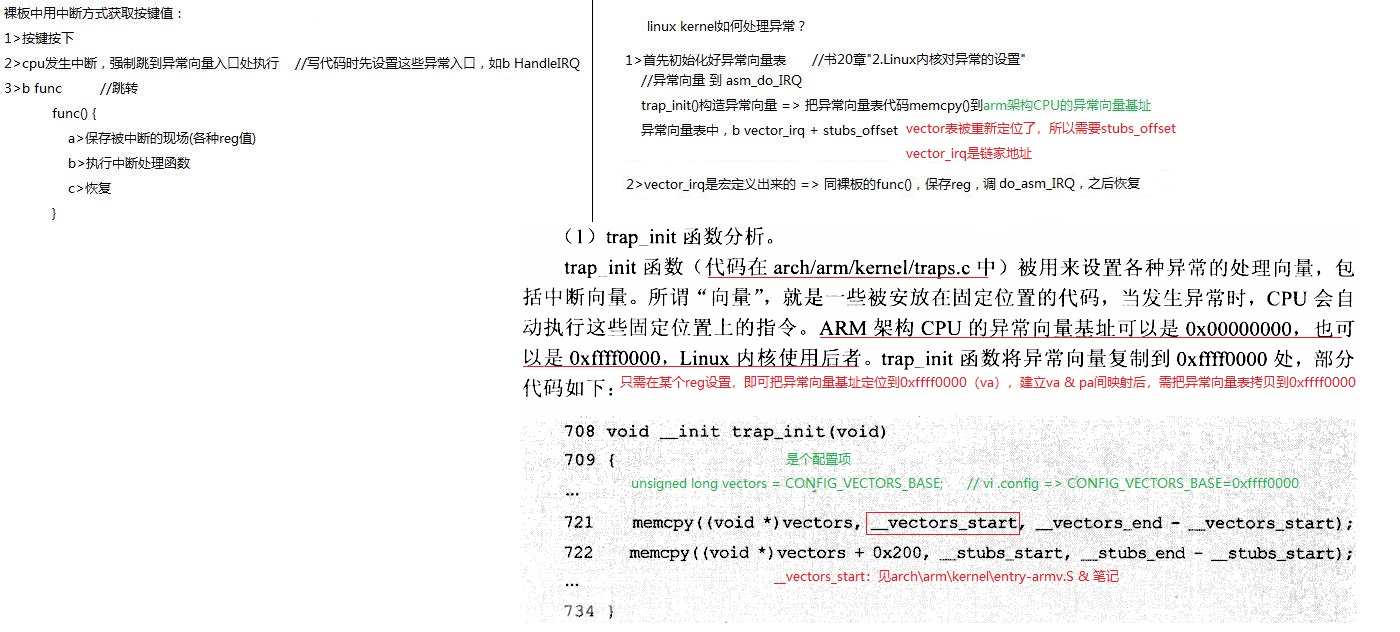 裸板中用中断方式获取按键值：
1>按键按下
2>cpu发生中断，强制跳到异常向量入口处执行 //写代码时先设置这些异常入口，如b HandleIRQ
3>b func //跳转
func() {
a>保存被中断的现场(各种reg值)
b>执行中断处理函数
c>恢复
}
linux kernel如何处理异常？
1>首先初始化好异常向量表 //书20章"2.Linux内核对异常的设置"
//异常向量 到 asm_do_IRQ
trap_init()构造异常向量 => 把异常向量表代码memcpy()到arm架构CPU的异常向量基址
异常向量表中，b vector_irq + stubs_offset vector表被重新定位了，所以需要stubs_offset
vector_irq是链家地址
2>vector_irq是宏定义出来的 => 同裸板的func()，保存reg，调 do_asm_IRQ，之后恢复
（1）trap_init 函数分析。
trap_init 函数（代码在 arch/arm/kernel/traps.c 中）被用来设置各种异常的处理向量，包
括中断向量。所谓“向量”，就是一些被安放在固定位置的代码，当发生异常时，CPU 会自
动执行这些固定位置上的指令。ARM 架构 CPU 的异常向量基址可以是 0x00000000，也可
以是 0xffff0000，Linux 内核使用后者。trap_init 函数将异常向量复制到 0xffff0000 处，部分
代码如下：只需在某个reg设置，即可把异常向量基址定位到0xffff0000（va），建立va & pa间映射后，需把异常向量表拷贝到0xffff0000
708 void __init trap_init(void)
709 { 是个配置项
unsigned long vectors = CONFIG_VECTORS_BASE; // vi .config => CONFIG_VECTORS_BASE=0xffff0000
…
721 memcpy((void *)vectors, __vectors_start, __vectors_end - __vectors_start);
722 memcpy((void *)vectors + 0x200, __stubs_start, __stubs_end - __stubs_start);
… __vectors_start：见arch\arm\kernel\entry-armv.S & 笔记
734 }